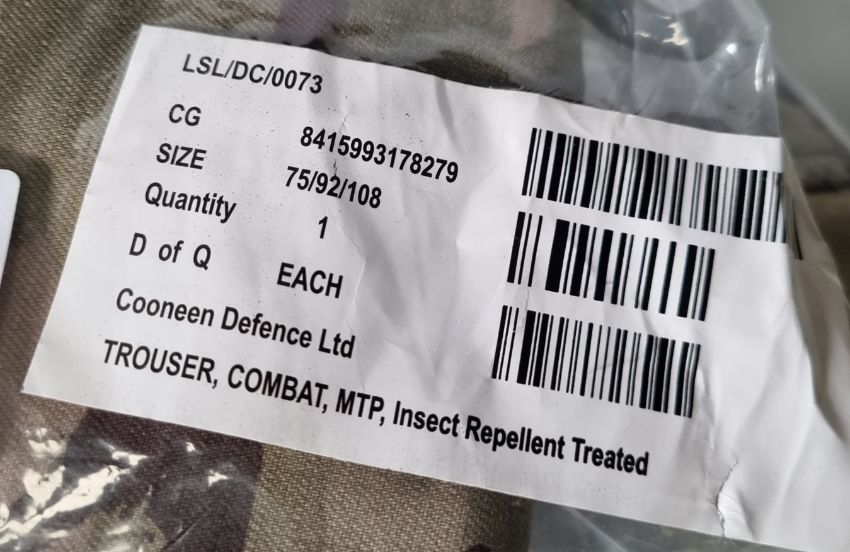 LSL/DC/0073
CG 8415993178279
SIZE 75/92/108
Quantity 1
D of Q EACH
Cooneen Defence Ltd
TROUSER, COMBAT, MTP, Insect Repellent Treated